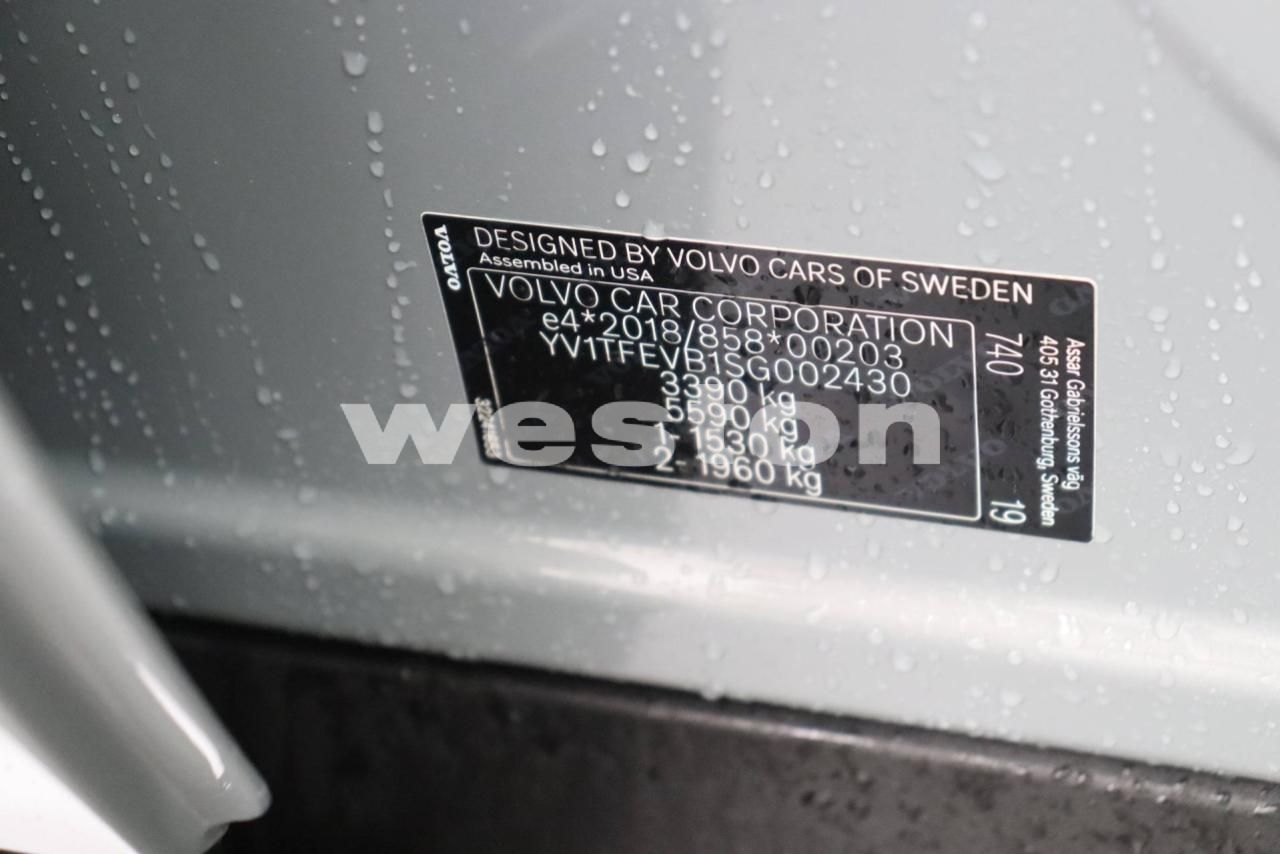 VOLVO
DESIGNED BY VOLVO CARS OF SWEDEN
Assembled in USA
VOLVO CAR CORPORATION
e4*2018/858*00203
YV1TFEVB1SG002430
3390 kg
5590 kg
1- 1530 kg
2- 1960 kg
740
19
Assar Gabrielssons väg
405 31 Gothenburg, Sweden
weston